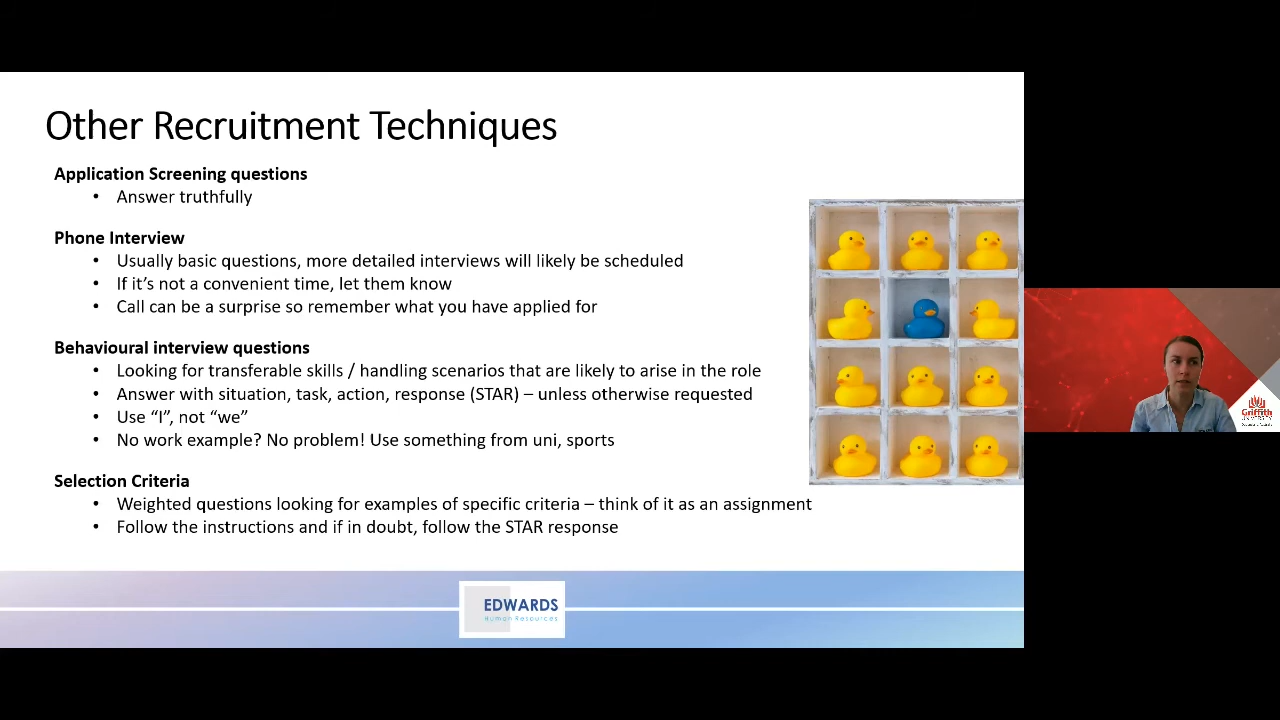 Other Recruitment Techniques
Application Screening questions
• Answer truthfully
Phone Interview
• Usually basic questions, more detailed interviews will likely be scheduled
• If it’s not a convenient time, let them know
• Call can be a surprise so remember what you have applied for
Behavioural interview questions
• Looking for transferable skills / handling scenarios that are likely to arise in the role
• Answer with situation, task, action, response (STAR) – unless otherwise requested
• Use “I”, not “we”
• No work example? No problem! Use something from uni, sports
Selection Criteria
• Weighted questions looking for examples of specific criteria – think of it as an assignment
• Follow the instructions and if in doubt, follow the STAR response
EDWARDS
Human Resources
Griffith